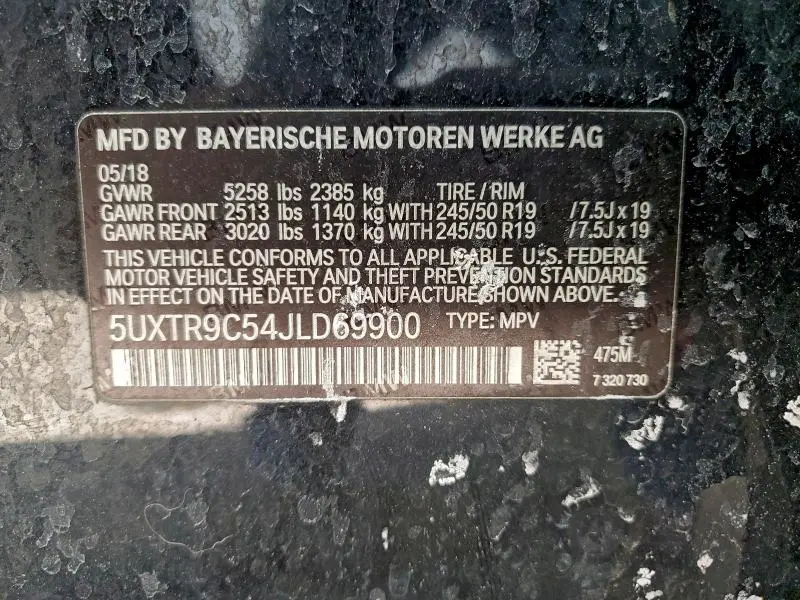 MFD BY BAYERISCHE MOTOREN WERKE AG
05/18
GVWR 5258 lbs 2385 kg TIRE / RIM
GAWR FRONT 2513 lbs 1140 kg WITH 245/50 R19 /7.5J x 19
GAWR REAR 3020 lbs 1370 kg WITH 245/50 R19 /7.5J x 19
THIS VEHICLE CONFORMS TO ALL APPLICABLE U.S. FEDERAL
MOTOR VEHICLE SAFETY AND THEFT PREVENTION STANDARDS
IN EFFECT ON THE DATE OF MANUFACTURE SHOWN ABOVE.
5UXTR9C54JLD69900 TYPE: MPV
475M
7 320 730